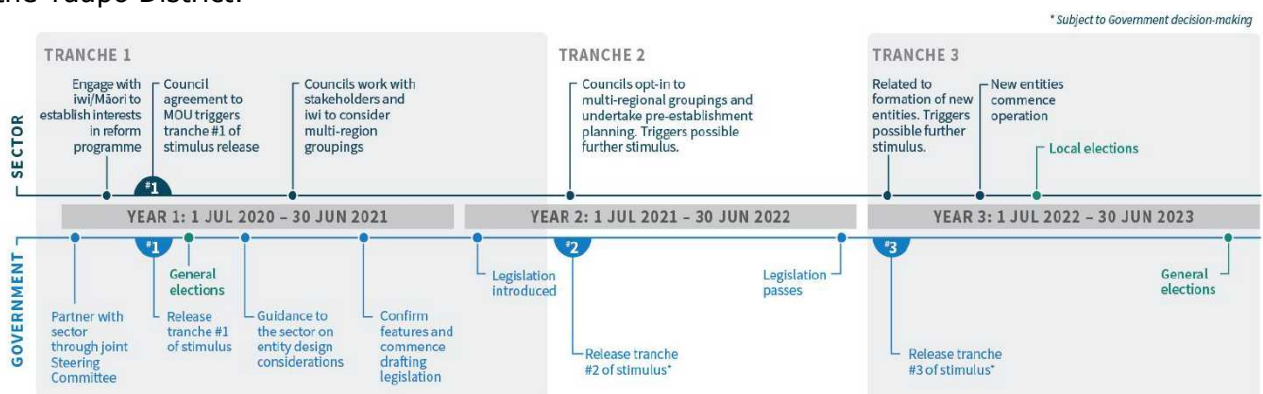 the Taupō District.
* Subject to Government decision-making
TRANCHE 1
TRANCHE 2
TRANCHE 3
SECTOR
Engage with
iwi/Māori to
establish interests
in reform
programme
Council
agreement to
MOU triggers
tranche #1 of
stimulus release
Councils work with
stakeholders and
iwi to consider
multi-region
groupings
Councils opt-in to
multi-regional groupings and
undertake pre-establishment
planning. Triggers possible
further stimulus.
Related to
formation of new
entities. Triggers
possible further
stimulus.
New entities
commence
operation
Local elections
#1
YEAR 1: 1 JUL 2020 – 30 JUN 2021
YEAR 2: 1 JUL 2021 – 30 JUN 2022
YEAR 3: 1 JUL 2022 – 30 JUN 2023
GOVERNMENT
#1
#2
#3
Partner with
sector
through joint
Steering
Committee
Release
tranche #1
of stimulus
General
elections
Guidance to
the sector on
entity design
considerations
Confirm
features and
commence
drafting
legislation
Legislation
introduced
Release tranche
#2 of stimulus*
Legislation
passes
Release tranche
#3 of stimulus*
General
elections